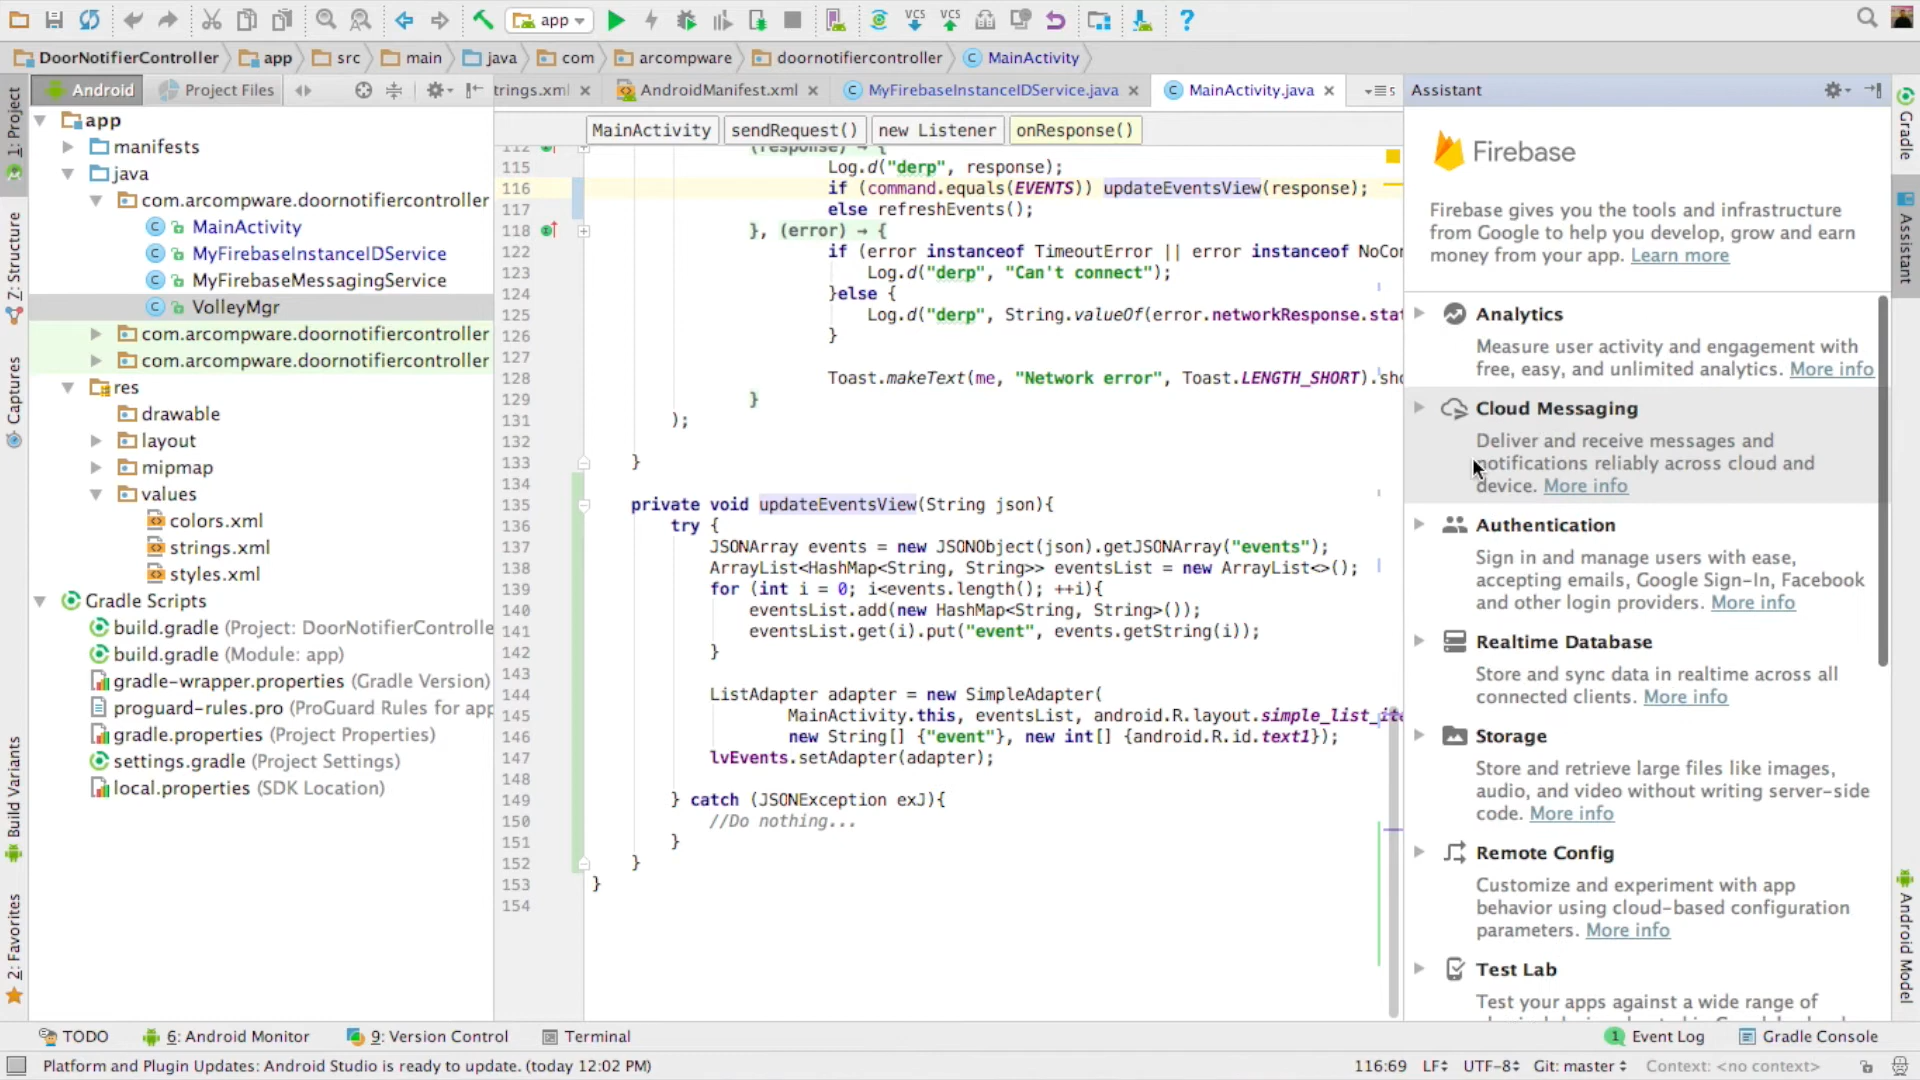 app
DoorNotifierController
app
src
main
java
com
arcompware
doornotifiercontroller
MainActivity
1: Project
Z: Structure
Captures
Build Variants
2: Favorites
Android
Project Files
app
manifests
java
com.arcompware.doornotifiercontroller
MainActivity
MyFirebaseInstanceIDService
MyFirebaseMessagingService
VolleyMgr
com.arcompware.doornotifiercontroller
com.arcompware.doornotifiercontroller
res
drawable
layout
mipmap
values
colors.xml
strings.xml
styles.xml
Gradle Scripts
build.gradle (Project: DoorNotifierControlle
build.gradle (Module: app)
gradle-wrapper.properties (Gradle Version)
proguard-rules.pro (ProGuard Rules for app
gradle.properties (Project Properties)
settings.gradle (Project Settings)
local.properties (SDK Location)
trings.xml
AndroidManifest.xml
MyFirebaseInstanceIDService.java
MainActivity.java
5
MainActivity
sendRequest()
new Listener
onResponse()
112 (response) → {
115 Log.d("derp", response);
116 if (command.equals(EVENTS)) updateEventsView(response);
117 else refreshEvents();
118 }, (error) → {
122 if (error instanceof TimeoutError || error instanceof NoCor
123 Log.d("derp", "Can't connect");
124 }else {
125 Log.d("derp", String.valueOf(error.networkResponse.stat
126 }
127
128 Toast.makeText(me, "Network error", Toast.LENGTH_SHORT).sho
129 }
131 );
132
133 }
134
135 private void updateEventsView(String json){
136 try {
137 JSONArray events = new JSONObject(json).getJSONArray("events");
138 ArrayList<HashMap<String, String>> eventsList = new ArrayList<>();
139 for (int i = 0; i<events.length(); ++i){
140 eventsList.add(new HashMap<String, String>());
141 eventsList.get(i).put("event", events.getString(i));
142 }
143
144 ListAdapter adapter = new SimpleAdapter(
145 MainActivity.this, eventsList, android.R.layout.simple_list_ite
146 new String[] {"event"}, new int[] {android.R.id.text1});
147 lvEvents.setAdapter(adapter);
148
149 } catch (JSONException exJ){
150 //Do nothing...
151 }
152 }
153 }
154
Assistant
Firebase
Firebase gives you the tools and infrastructure
from Google to help you develop, grow and earn
money from your app. Learn more
Analytics
Measure user activity and engagement with
free, easy, and unlimited analytics. More info
Cloud Messaging
Deliver and receive messages and
notifications reliably across cloud and
device. More info
Authentication
Sign in and manage users with ease,
accepting emails, Google Sign-In, Facebook
and other login providers. More info
Realtime Database
Store and sync data in realtime across all
connected clients. More info
Storage
Store and retrieve large files like images,
audio, and video without writing server-side
code. More info
Remote Config
Customize and experiment with app
behavior using cloud-based configuration
parameters. More info
Test Lab
Test your apps against a wide range of
Gradle
Assistant
Android Model
TODO
6: Android Monitor
9: Version Control
Terminal
1 Event Log
Gradle Console
Platform and Plugin Updates: Android Studio is ready to update. (today 12:02 PM)
116:69
LF
UTF-8
Git: master
Context: <no context>